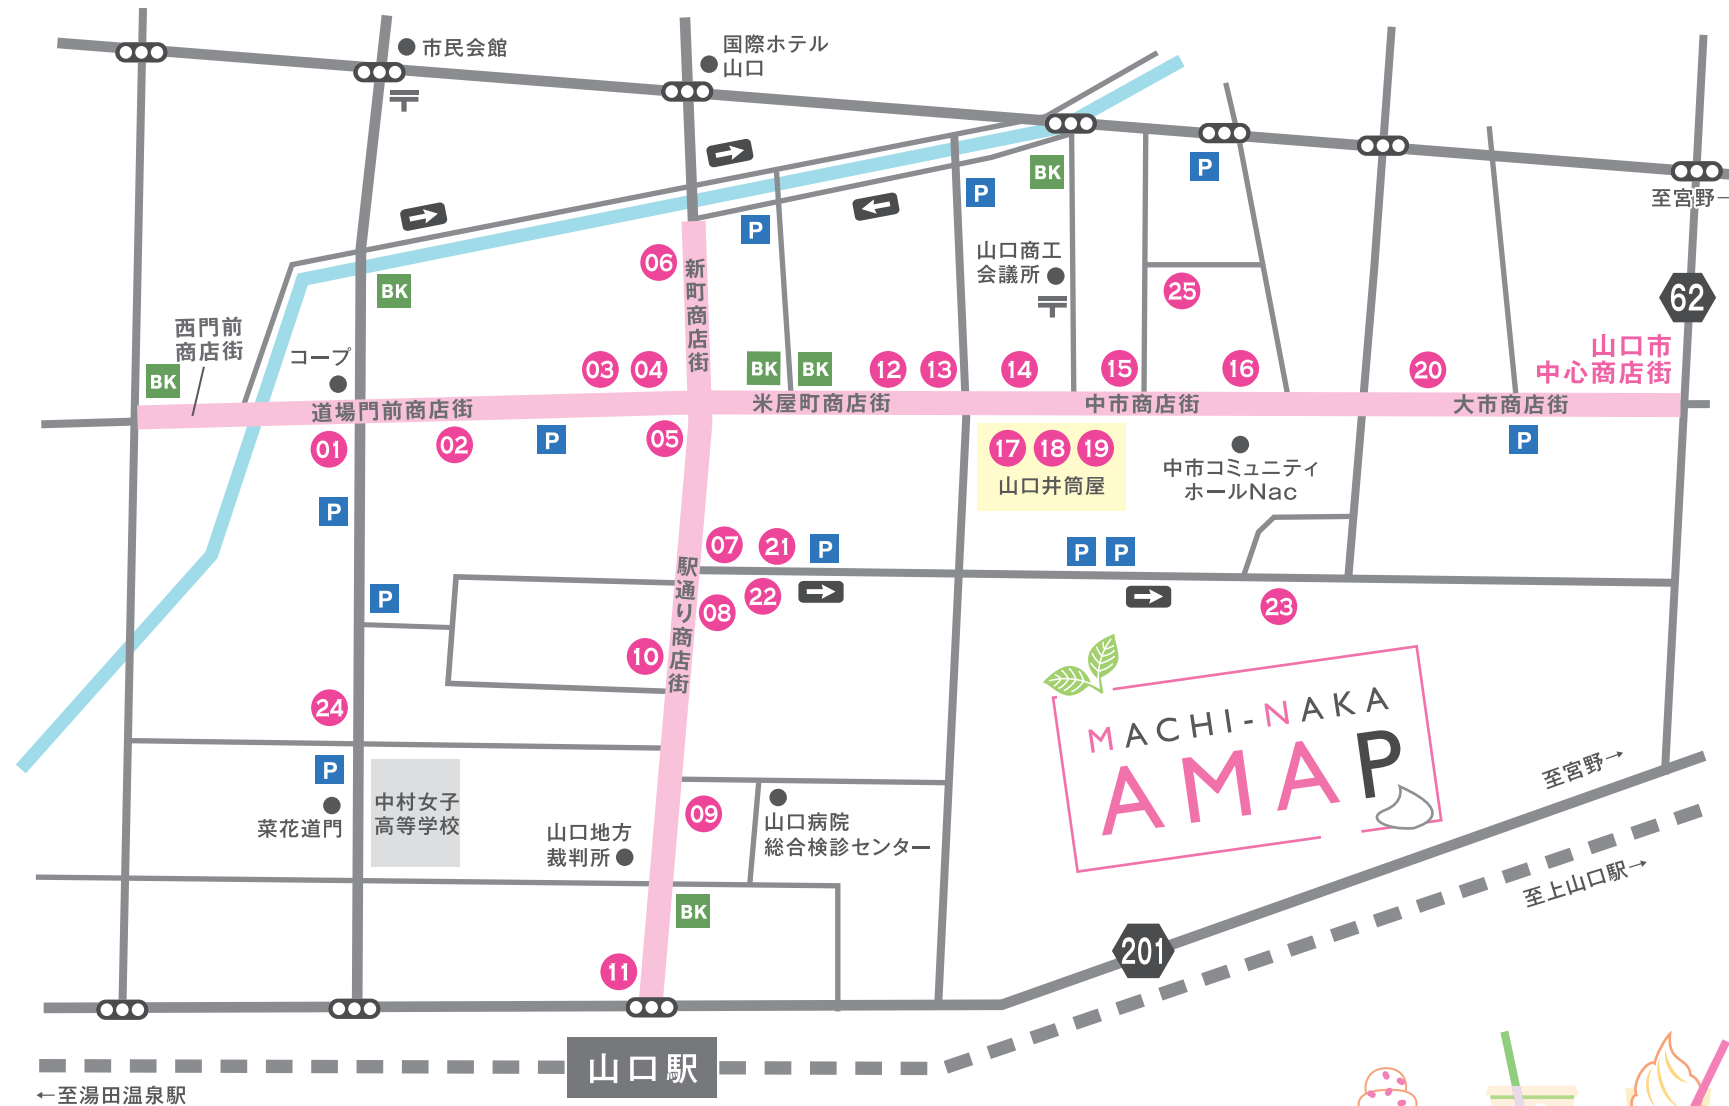 市民会館
国際ホテル
山口
〒
BK
P
P
P
至宮野→
山口商工
会議所
〒
06
新町商店街
25
62
BK
西門前
商店街
コープ
BK
03
04
BK
BK
12
13
14
15
16
20
山口市
中心商店街
道場門前商店街
米屋町商店街
中市商店街
大市商店街
01
02
P
05
17
18
19
山口井筒屋
中市コミュニティ
ホールNac
P
P
07
21
P
P
P
駅通り商店街
P
08
22
23
10
24
MACHI-NAKA
AMAP
P
菜花道門
中村女子
高等学校
山口地方
裁判所
09
山口病院
総合検診センター
至宮野→
至上山口駅→
BK
201
11
山口駅
←至湯田温泉駅